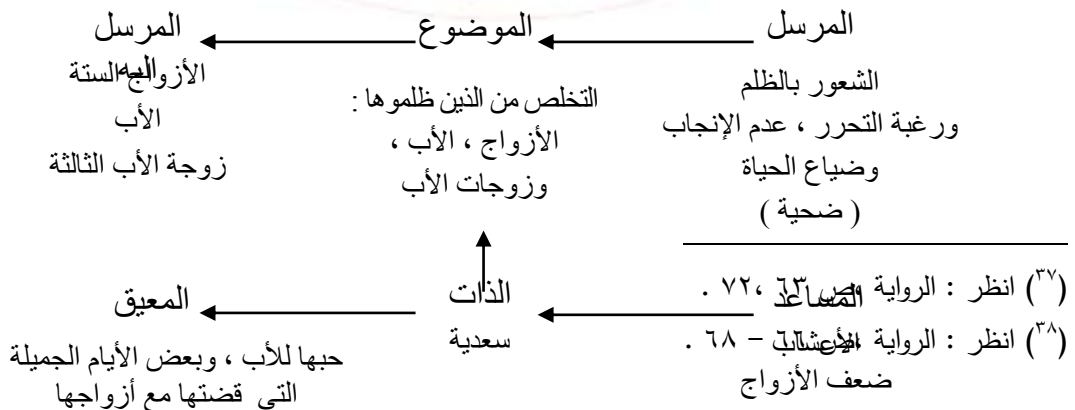 المرسل الموضوع المرسل إليه
الشعور بالظلم
ورغبة التحرر ، عدم الإنجاب
وضياع الحياة
( ضحية )
التخلص من الذين ظلموها :
الأزواج ، الأب ،
وزوجات الأب
الأزواج الستة
الأب
زوجة الأب الثالثة
المساعد الذات المعيق
الأعشاب
ضعف الأزواج
سعدية
حبها للأب ، وبعض الأيام الجميلة
التي قضتها مع أزواجها
(٣٧) انظر : الرواية ص ٦٣ ،٧٢ .
(٣٨) انظر : الرواية ص ٦٦ – ٦٨ .